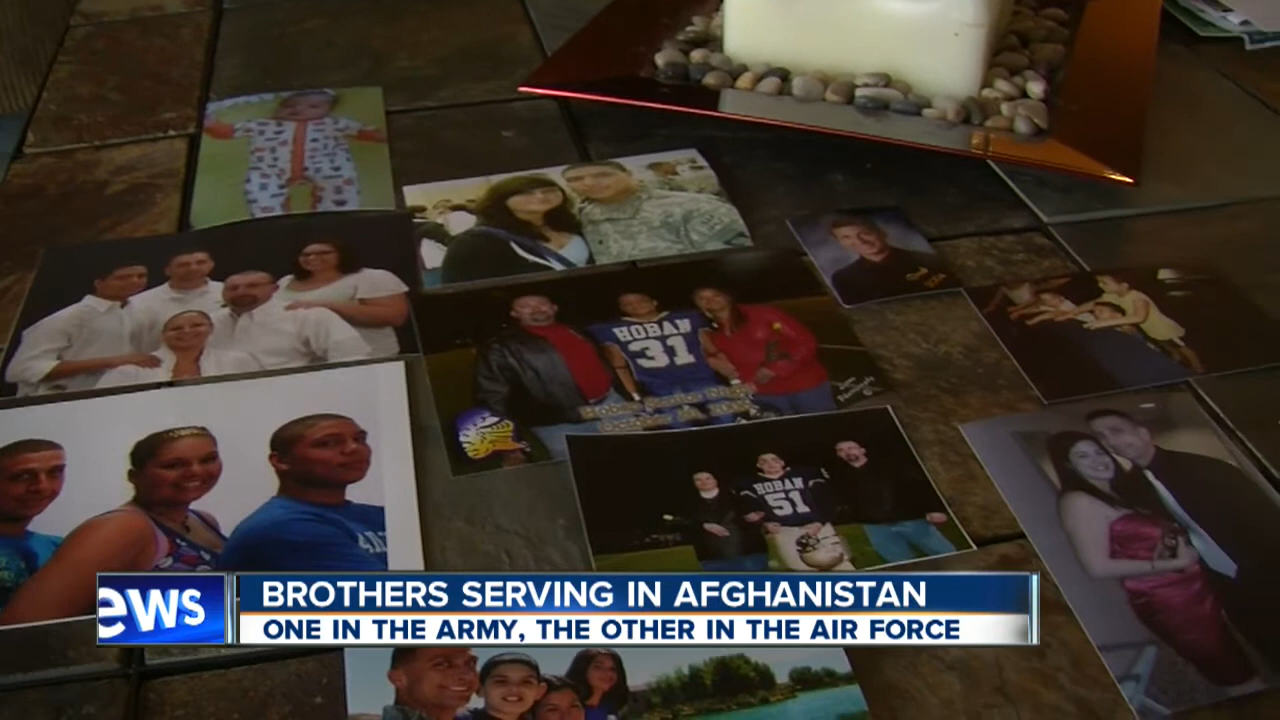 HOBAN
31
HOBAN
51
eWS
BROTHERS SERVING IN AFGHANISTAN
ONE IN THE ARMY, THE OTHER IN THE AIR FORCE